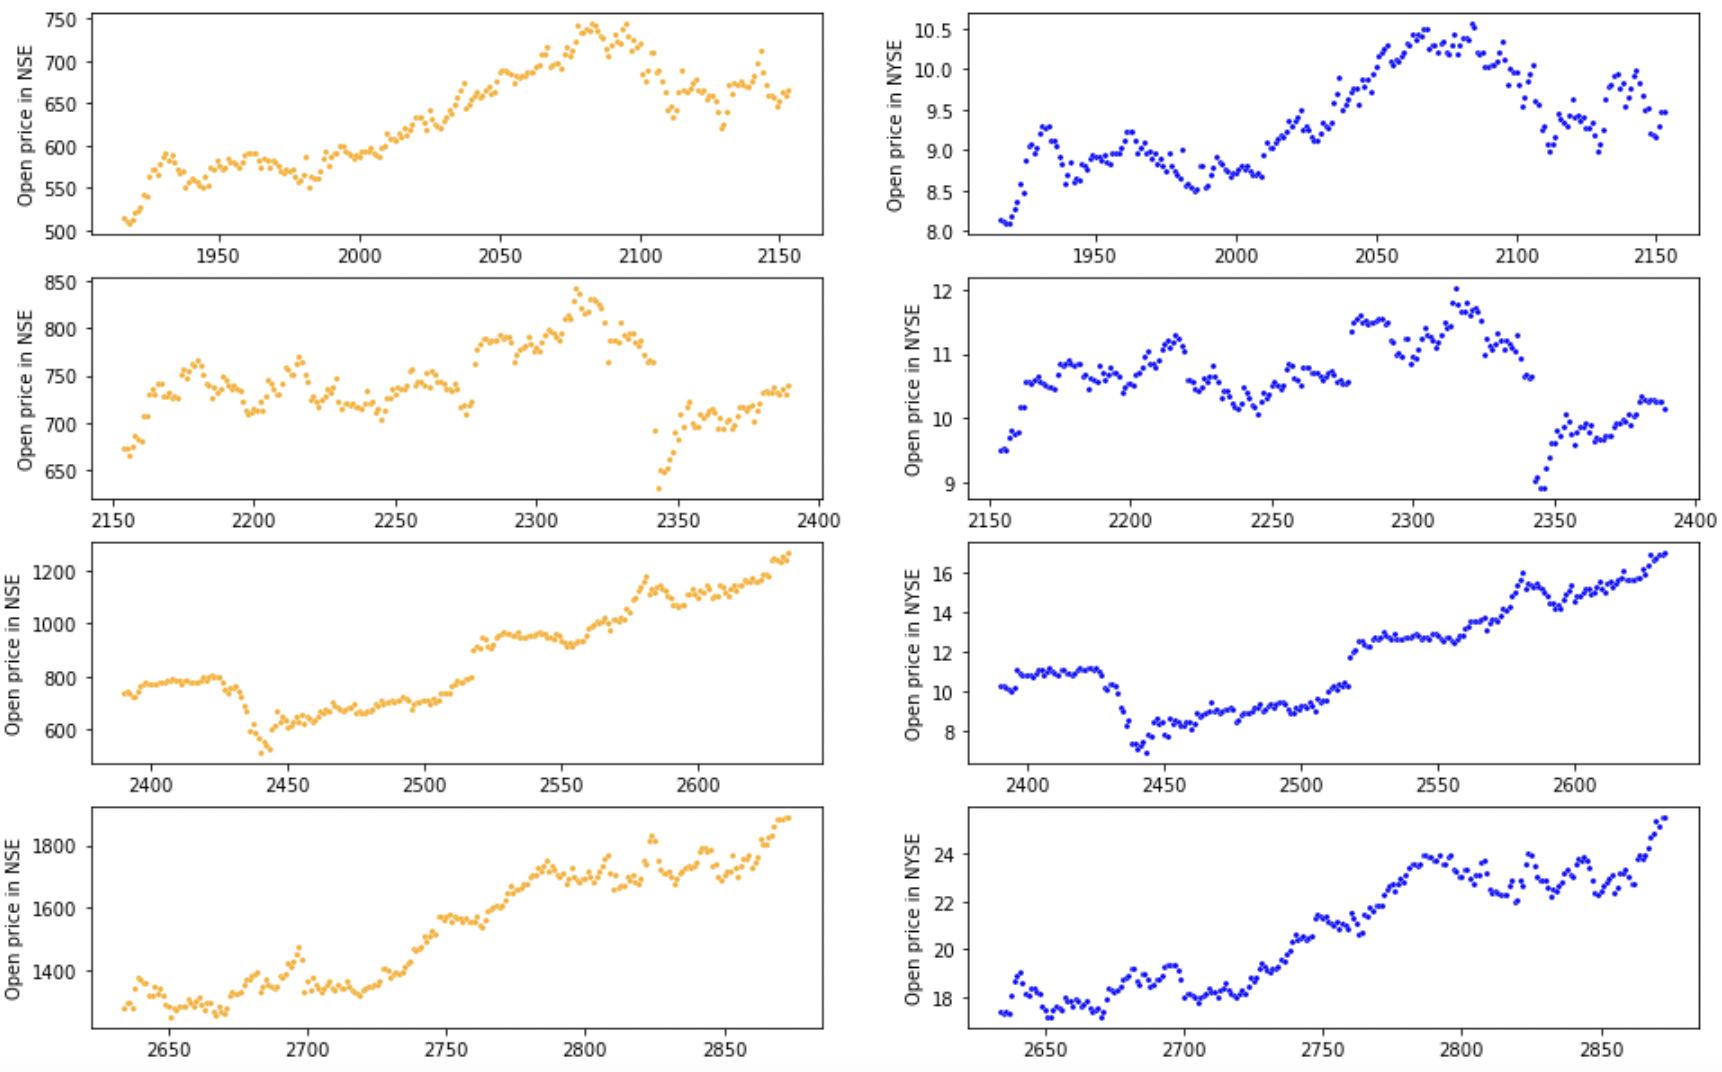 750
700
650
600
550
500
Open price in NSE
1950 2000 2050 2100 2150
10.5
10.0
9.5
9.0
8.5
8.0
Open price in NYSE
1950 2000 2050 2100 2150
850
800
750
700
650
Open price in NSE
2150 2200 2250 2300 2350 2400
12
11
10
9
Open price in NYSE
2150 2200 2250 2300 2350 2400
1200
1000
800
600
Open price in NSE
2400 2450 2500 2550 2600
16
14
12
10
8
Open price in NYSE
2400 2450 2500 2550 2600
1800
1600
1400
Open price in NSE
2650 2700 2750 2800 2850
24
22
20
18
Open price in NYSE
2650 2700 2750 2800 2850